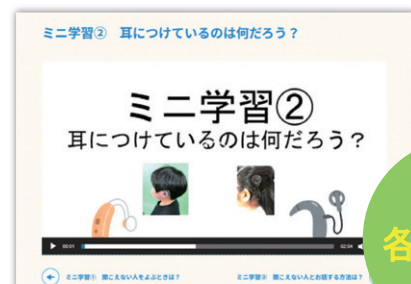 ミニ学習② 耳につけているのは何だろう？
ミニ学習②
耳につけているのは何だろう？
00:01
02:04
各
ミニ学習① 聞こえない人をよぶときは？
ミニ学習③ 聞こえない人とお話する方法は？